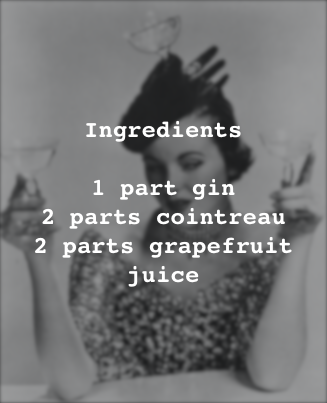 Ingredients
1 part gin
2 parts cointreau
2 parts grapefruit
juice